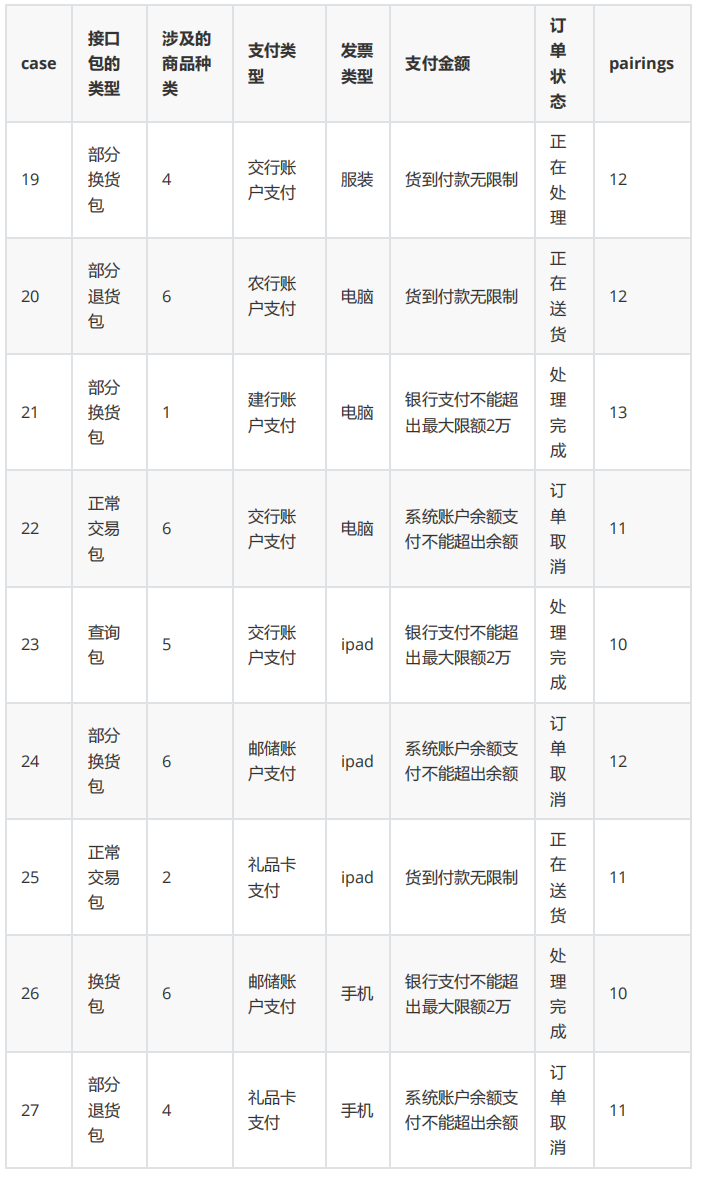 case 接口包的类型 涉及的商品种类 支付类型 发票类型 支付金额 订单状态 pairings
19 部分换货包 4 交行账户支付 服装 货到付款无限制 正在处理 12
20 部分退货包 6 农行账户支付 电脑 货到付款无限制 正在送货 12
21 部分换货包 1 建行账户支付 电脑 银行支付不能超出最大限额2万 处理完成 13
22 正常交易包 6 交行账户支付 电脑 系统账户余额支付不能超出余额 订单取消 11
23 查询包 5 交行账户支付 ipad 银行支付不能超出最大限额2万 处理完成 10
24 部分换货包 6 邮储账户支付 ipad 系统账户余额支付不能超出余额 订单取消 12
25 正常交易包 2 礼品卡支付 ipad 货到付款无限制 正在送货 11
26 换货包 6 邮储账户支付 手机 银行支付不能超出最大限额2万 处理完成 10
27 部分退货包 4 礼品卡支付 手机 系统账户余额支付不能超出余额 订单取消 11